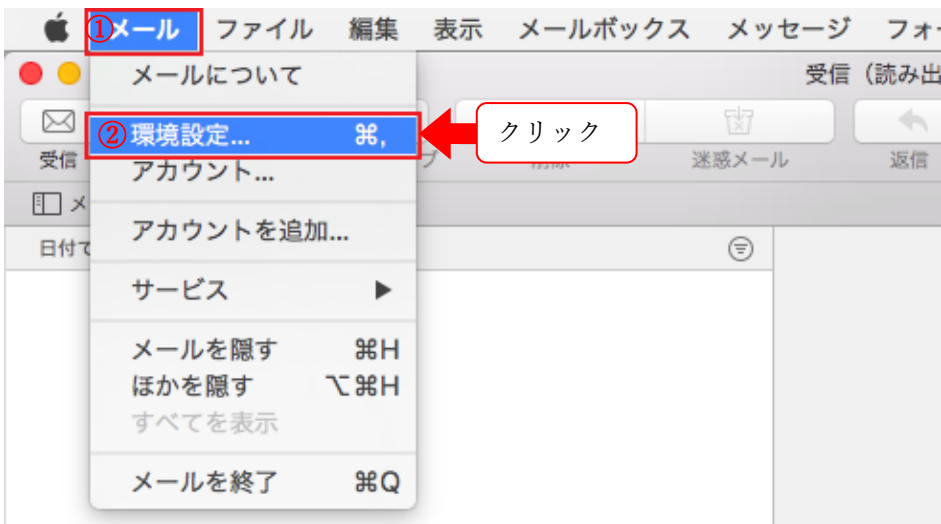 ①メール ファイル 編集 表示 メールボックス メッセージ フォー
メールについて
受信（読み出
②環境設定... ⌘,
クリック
受信
迷惑メール
返信
アカウント...
メ
アカウントを追加...
日付で
サービス ▶
メールを隠す ⌘H
ほかを隠す ⌥⌘H
すべてを表示
メールを終了 ⌘Q